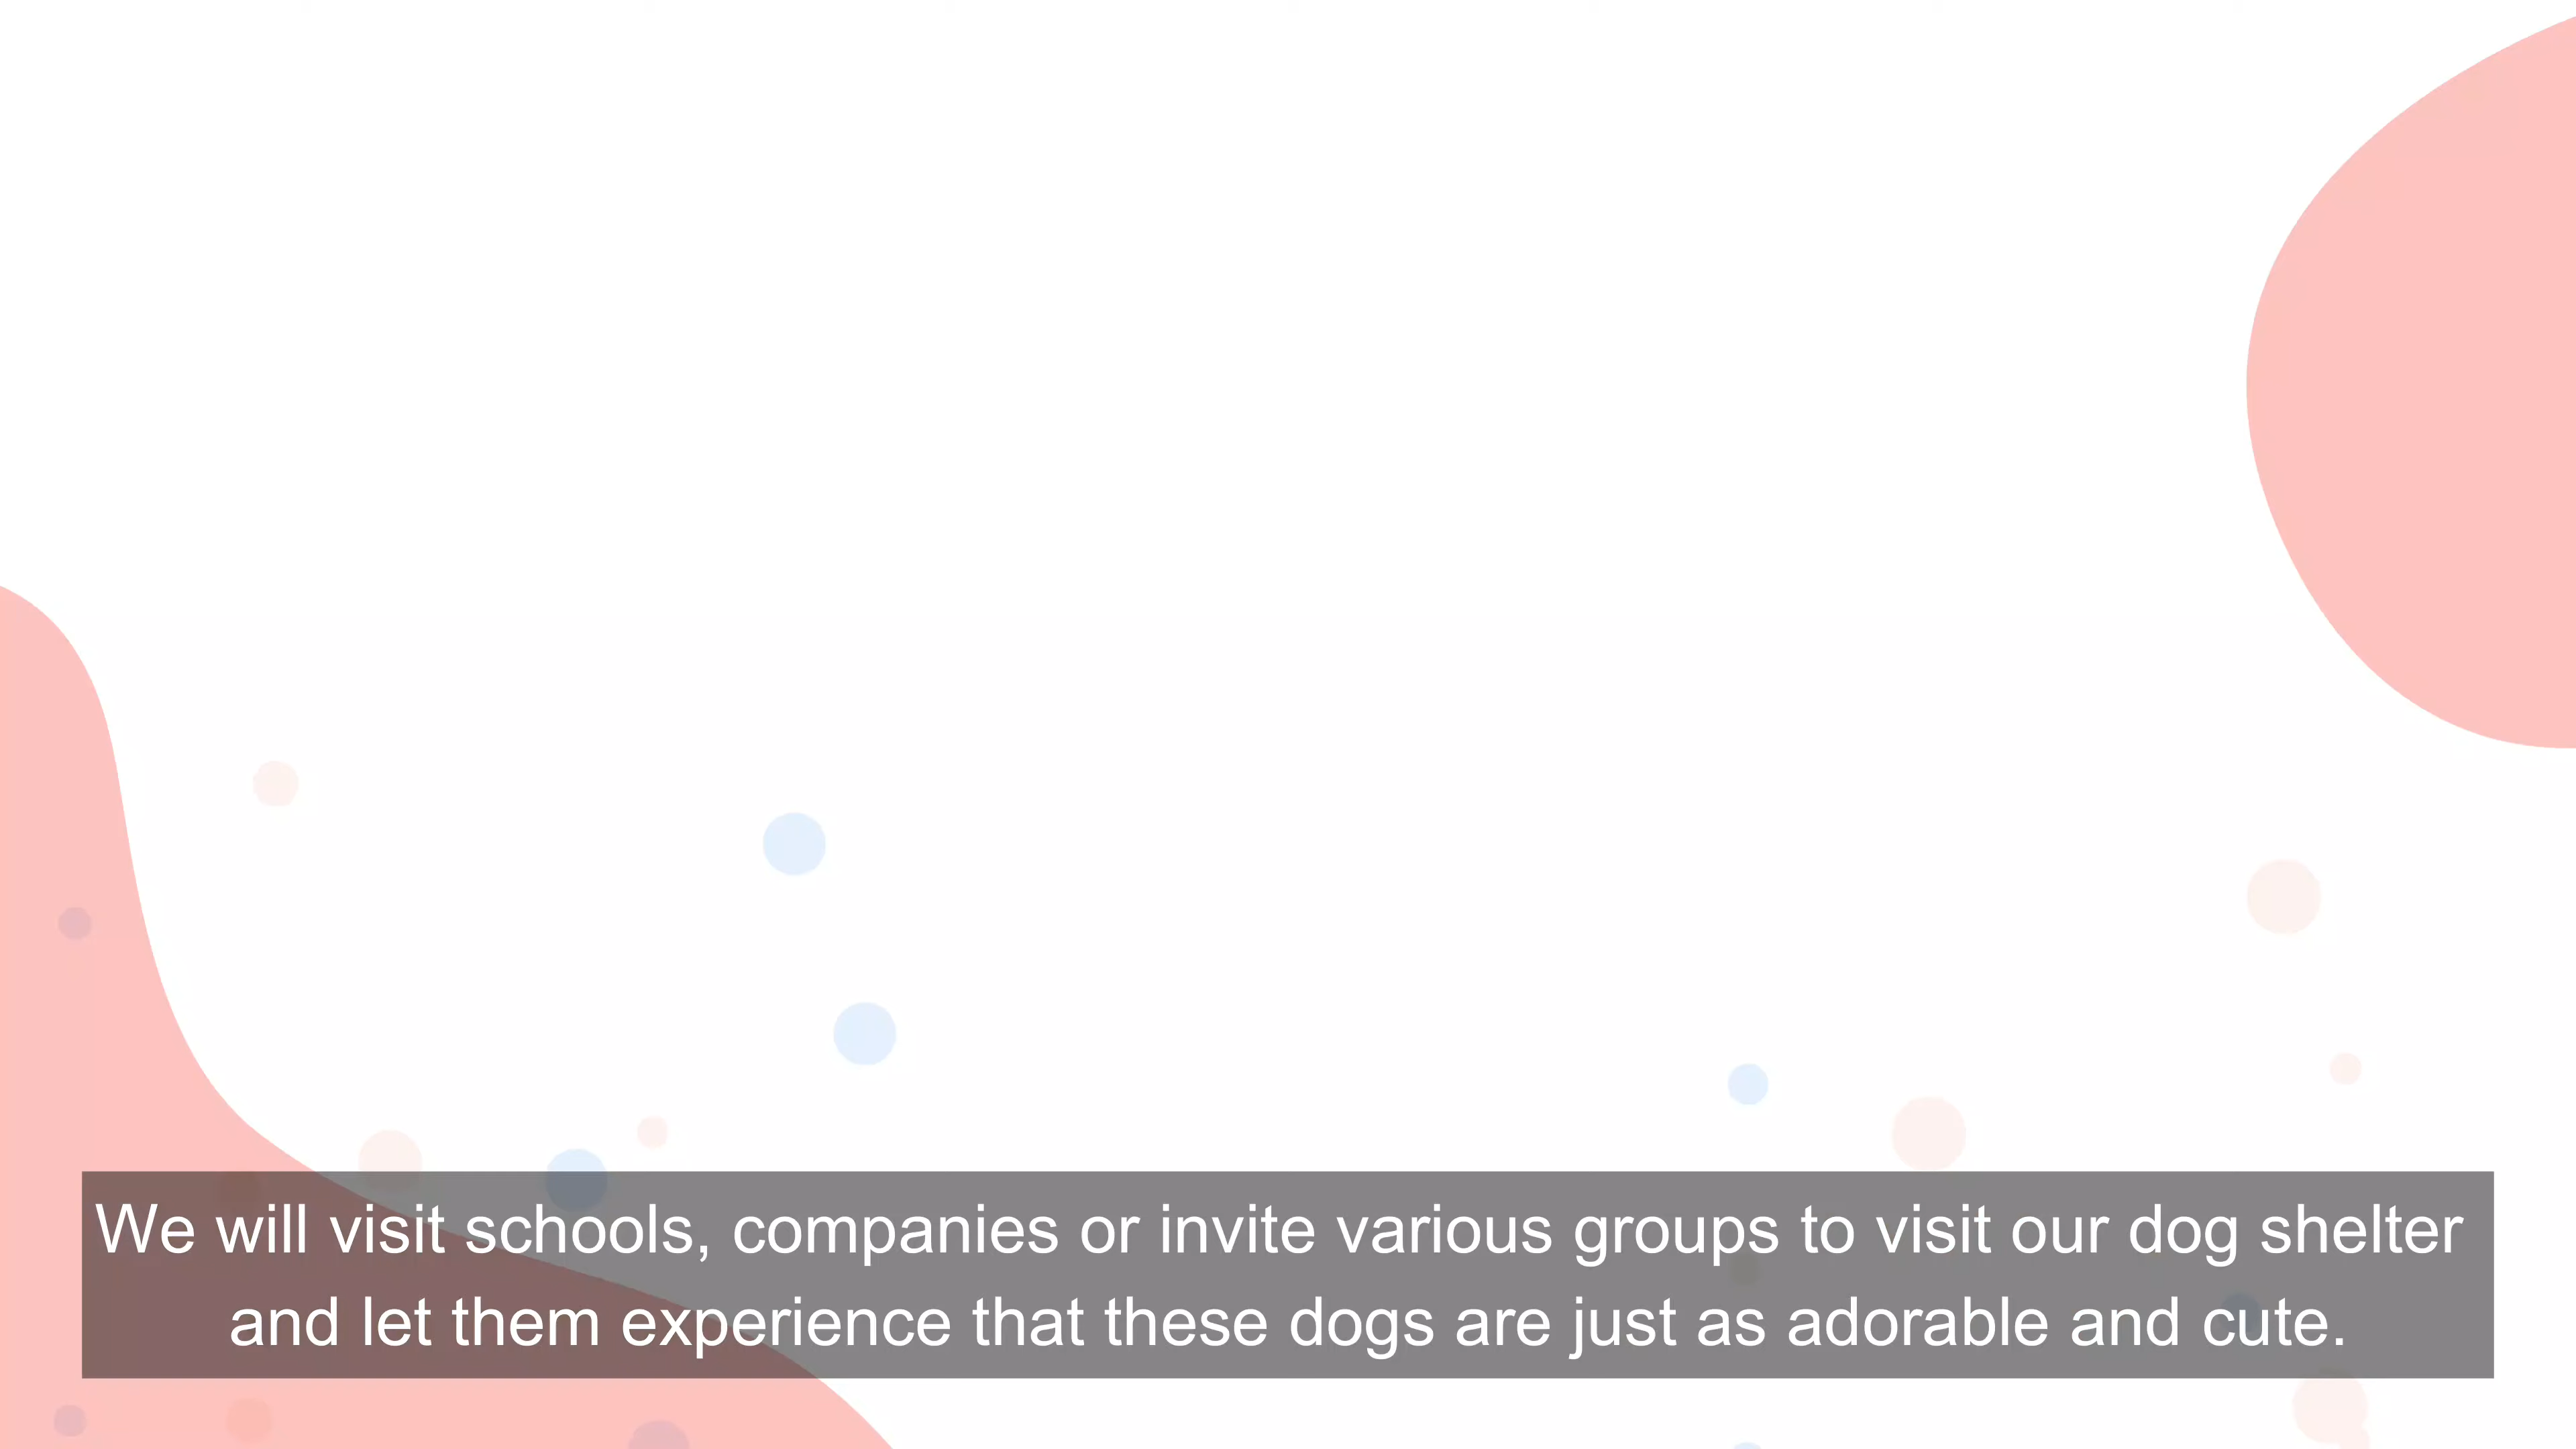 We will visit schools, companies or invite various groups to visit our dog shelter
and let them experience that these dogs are just as adorable and cute.